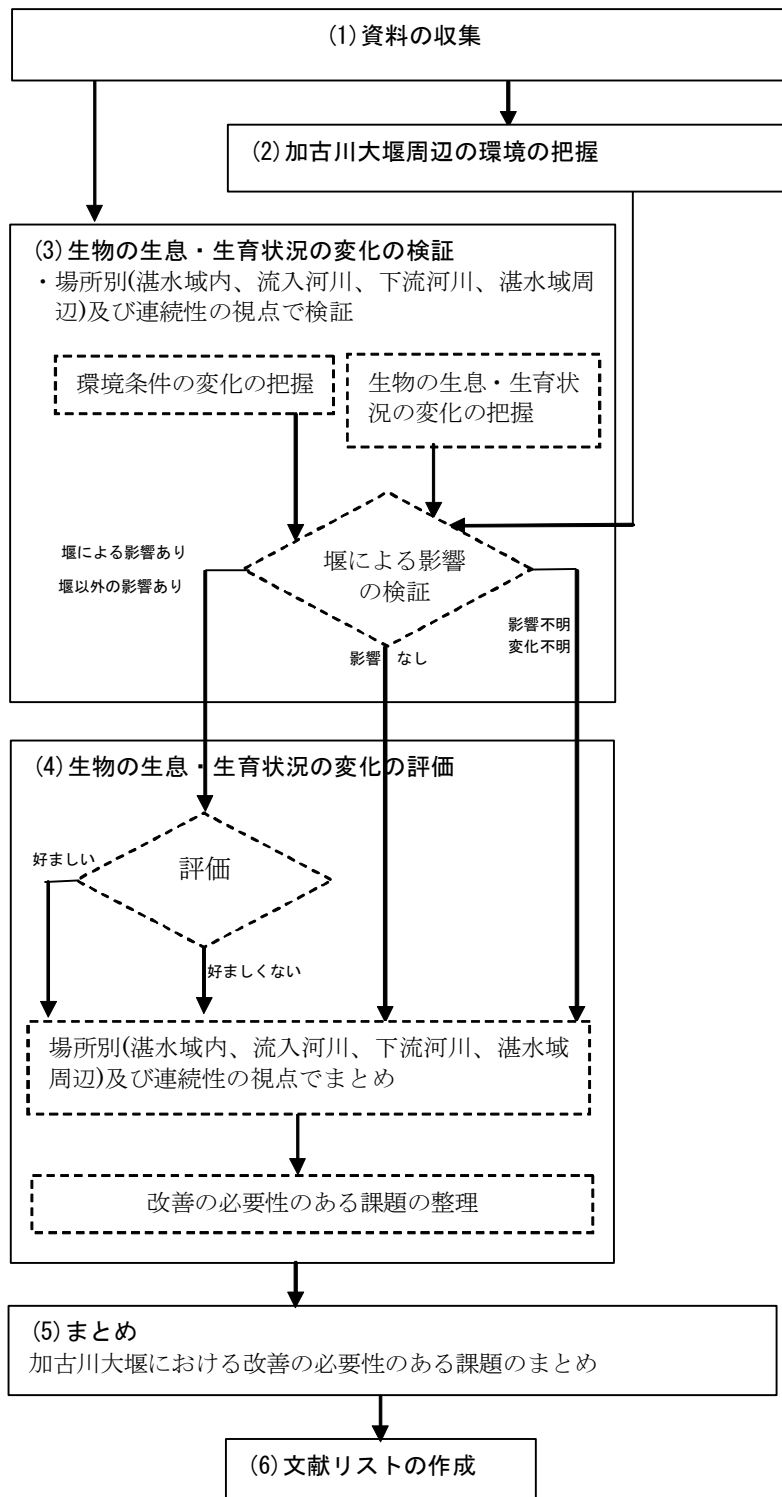 (1)資料の収集
(2)加古川大堰周辺の環境の把握
(3)生物の生息・生育状況の変化の検証
・場所別(湛水域内、流入河川、下流河川、湛水域周
辺)及び連続性の視点で検証
環境条件の変化の把握
生物の生息・生育状
況の変化の把握
堰による影響
の検証
堰による影響あり
堰以外の影響あり
影響 なし
影響不明
変化不明
(4)生物の生息・生育状況の変化の評価
評価
好ましい
好ましくない
場所別(湛水域内、流入河川、下流河川、湛水域
周辺)及び連続性の視点でまとめ
改善の必要性のある課題の整理
(5)まとめ
加古川大堰における改善の必要性のある課題のまとめ
(6)文献リストの作成